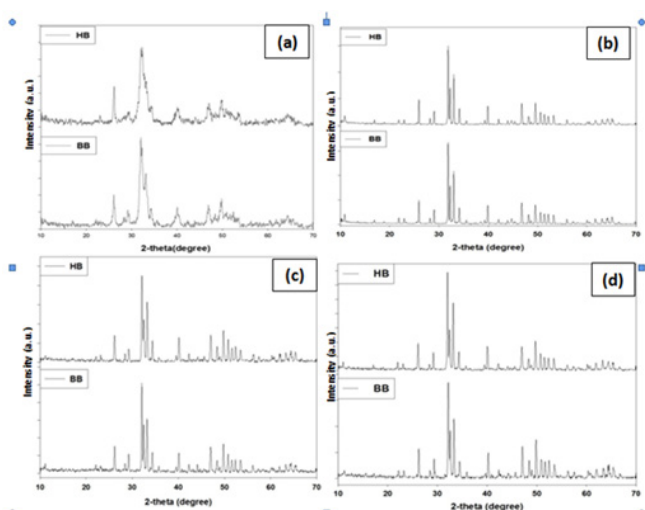 HB
(a)
Intensity (a.u.)
BB
10 20 30 40 50 60 70
2-theta(degree)
HB
(b)
Intensity (a.u.)
BB
10 20 30 40 50 60 70
2-theta (degree)
HB
(c)
Intensity (a.u.)
BB
10 20 30 40 50 60 70
2-theta(degree)
HB
(d)
Intensity (a.u.)
BB
10 20 30 40 50 60 70
2-theta (degree)